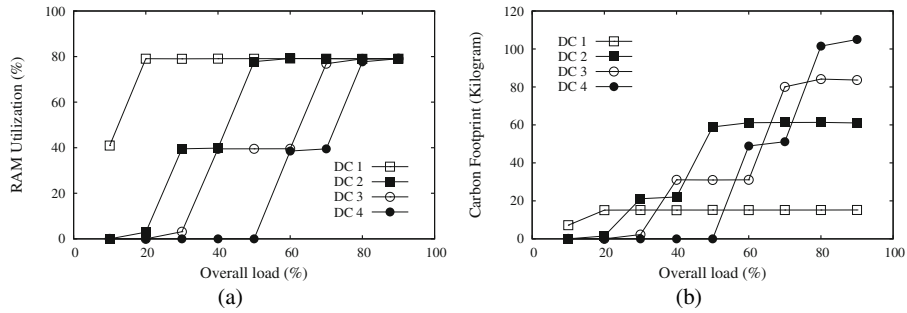 RAM Utilization (%)
100
80
60
40
20
0
DC 1
DC 2
DC 3
DC 4
0 20 40 60 80 100
Overall load (%)
(a)
Carbon Footprint (Kilogram)
120
100
80
60
40
20
0
DC 1
DC 2
DC 3
DC 4
0 20 40 60 80 100
Overall load (%)
(b)